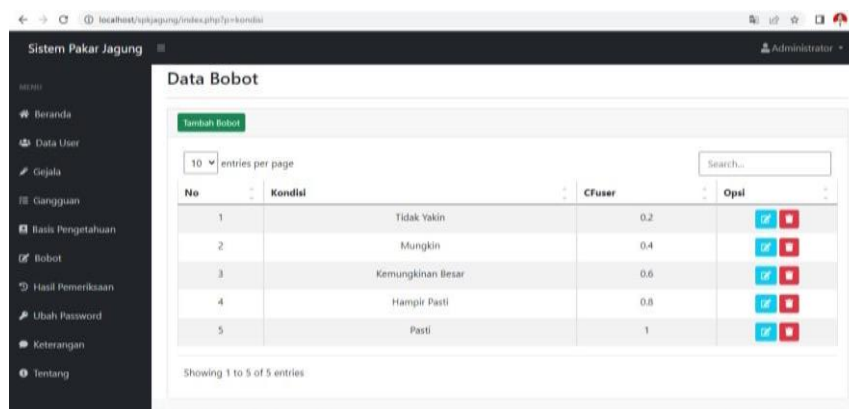 localhost/spkjagung/index.php?p=kondisi
Sistem Pakar Jagung
Administrator
MENU
Beranda
Data User
Gejala
Gangguan
Basis Pengetahuan
Bobot
Hasil Pemeriksaan
Ubah Password
Keterangan
Tentang
Data Bobot
Tambah Bobot
10 entries per page
Search...
No Kondisi CFuser Opsi
1 Tidak Yakin 0.2
2 Mungkin 0.4
3 Kemungkinan Besar 0.6
4 Hampir Pasti 0.8
5 Pasti 1
Showing 1 to 5 of 5 entries